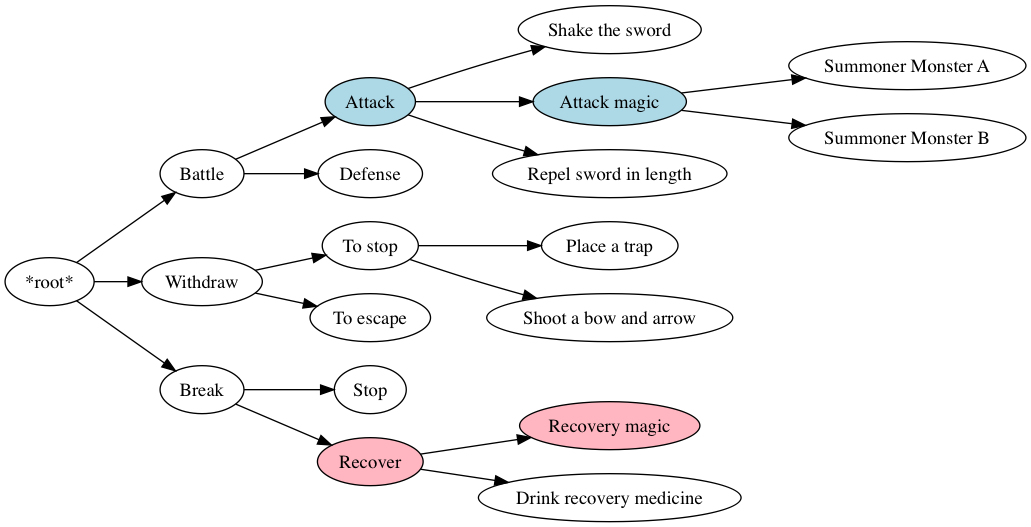 Shake the sword
Summoner Monster A
Attack
Attack magic
Summoner Monster B
Battle
Defense
Repel sword in length
To stop
Place a trap
*root*
Withdraw
To escape
Shoot a bow and arrow
Break
Stop
Recovery magic
Recover
Drink recovery medicine